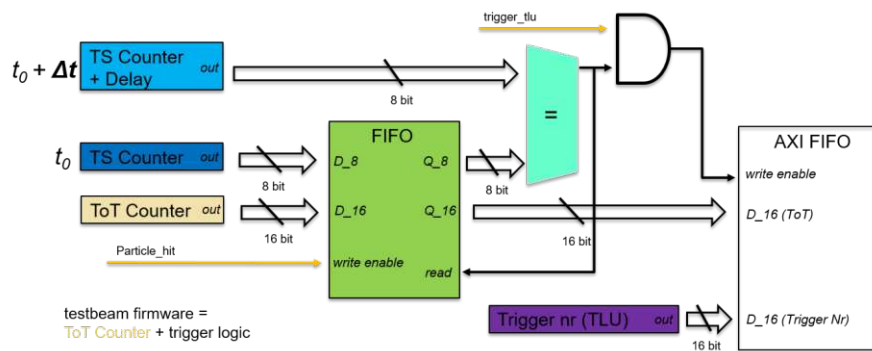 trigger_tlu
t0 + Δt
TS Counter
+ Delay
out
8 bit
=
FIFO
AXI FIFO
t0
TS Counter
out
8 bit
D_8
Q_8
8 bit
write enable
ToT Counter
out
16 bit
D_16
Q_16
16 bit
D_16 (ToT)
Particle_hit
write enable
read
testbeam firmware =
ToT Counter + trigger logic
Trigger nr (TLU)
out
16 bit
D_16 (Trigger Nr)